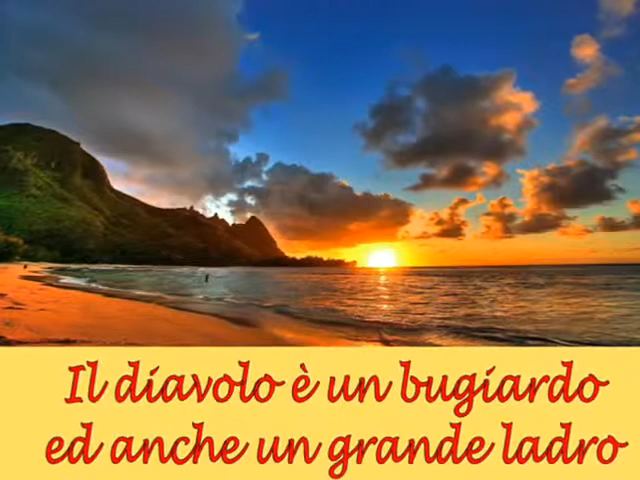 Il diavolo è un bugiardo
ed anche un grande ladro